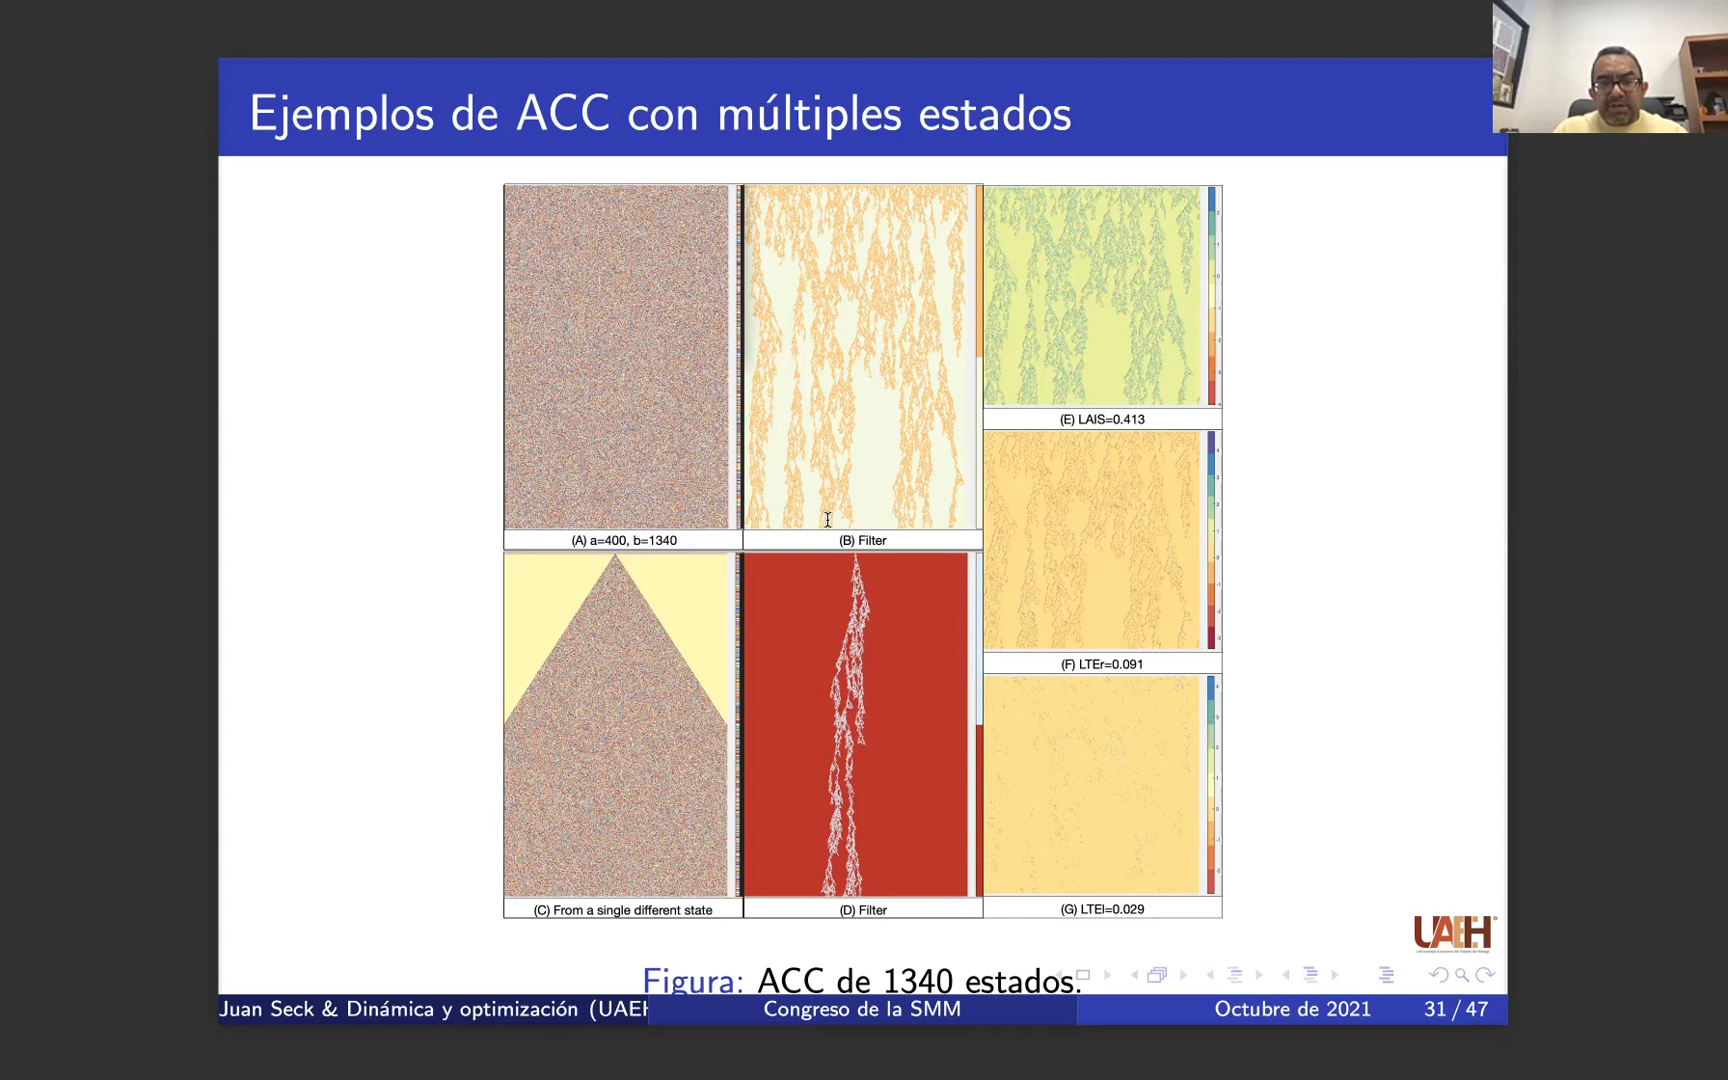 Ejemplos de ACC con múltiples estados
(A) a=400, b=1340
(B) Filter
(C) From a single different state
(D) Filter
(E) LAIS=0.413
(F) LTEr=0.091
(G) LTEl=0.029
UAEH
Figura: ACC de 1340 estados.
Juan Seck & Dinámica y optimización (UAEH
Congreso de la SMM
Octubre de 2021
31 / 47